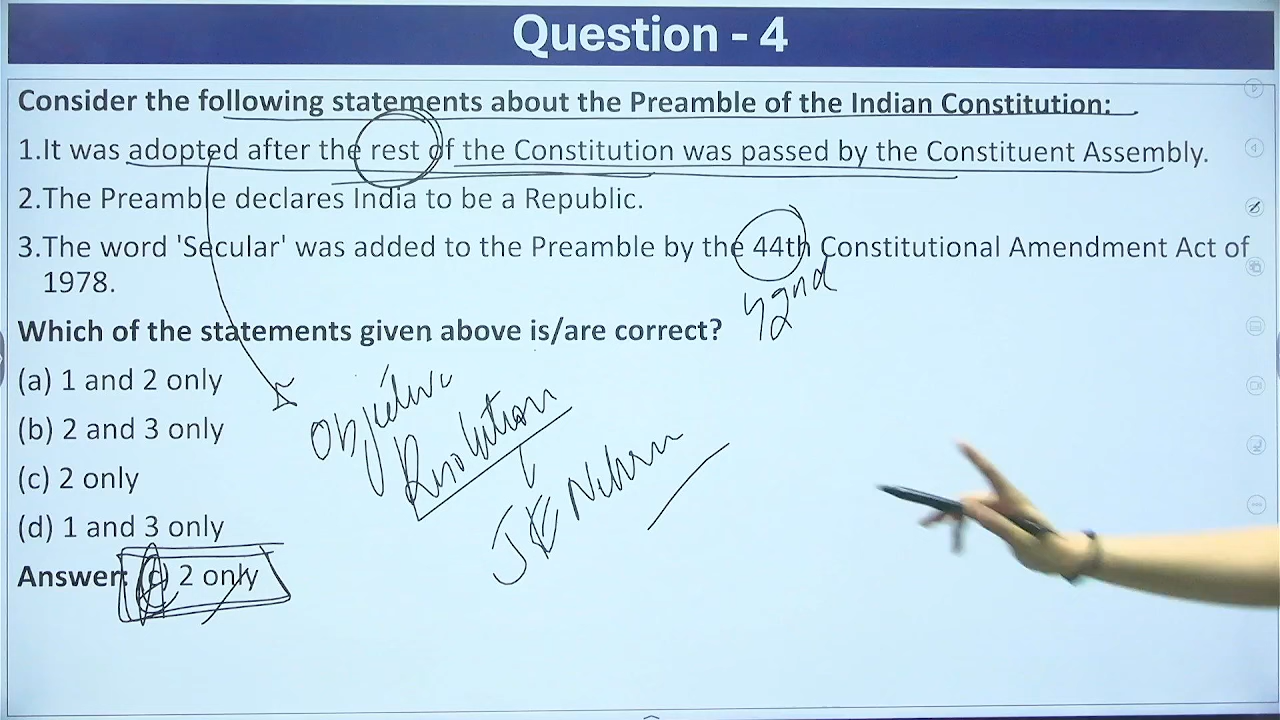 Question - 4
Consider the following statements about the Preamble of the Indian Constitution:
1.It was adopted after the rest of the Constitution was passed by the Constituent Assembly.
2.The Preamble declares India to be a Republic.
3.The word 'Secular' was added to the Preamble by the 44th Constitutional Amendment Act of
1978.
42nd
Which of the statements given above is/are correct?
(a) 1 and 2 only
(b) 2 and 3 only
(c) 2 only
(d) 1 and 3 only
Objective
Resolution
Nehru
Answer: (c) 2 only